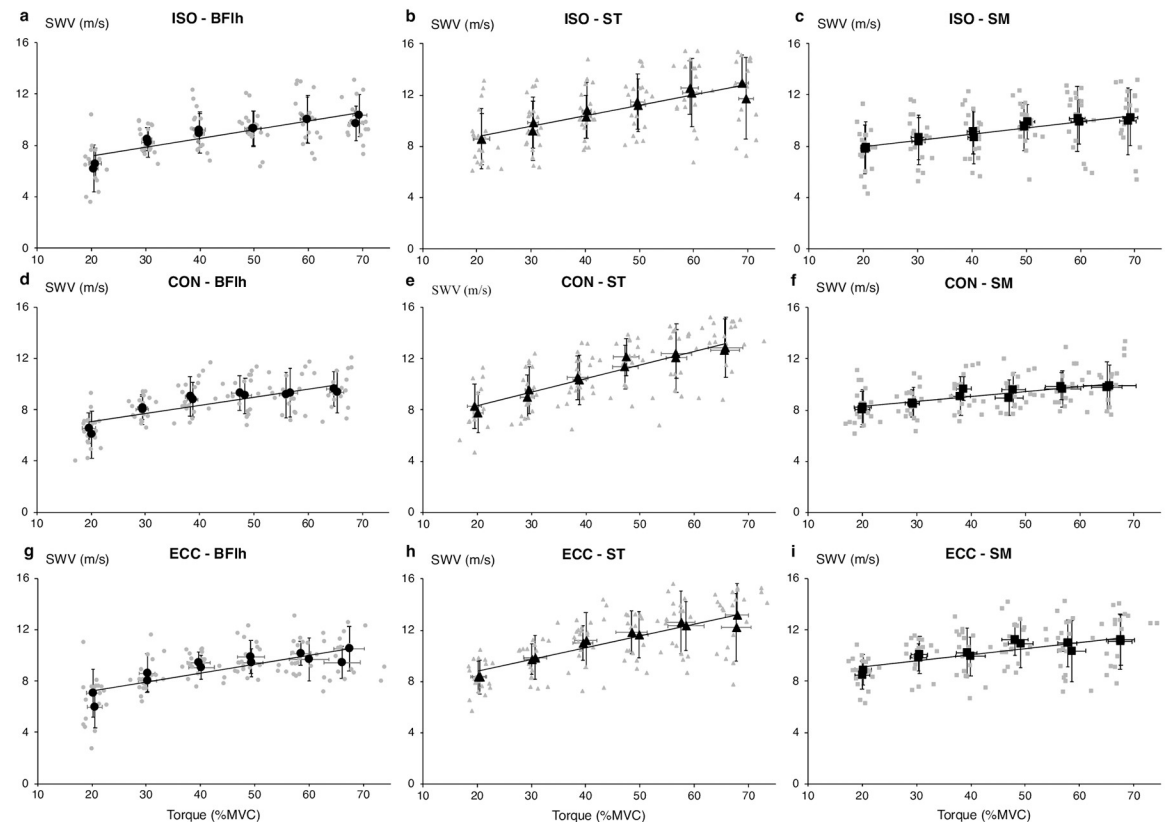 a SWV (m/s) ISO - BFlh
16
12
8
4
0
10 20 30 40 50 60 70
b SWV (m/s) ISO - ST
16
12
8
4
0
10 20 30 40 50 60 70
c SWV (m/s) ISO - SM
16
12
8
4
0
10 20 30 40 50 60 70
d SWV (m/s) CON - BFlh
16
12
8
4
0
10 20 30 40 50 60 70
e SWV (m/s) CON - ST
16
12
8
4
0
10 20 30 40 50 60 70
f SWV (m/s) CON - SM
16
12
8
4
0
10 20 30 40 50 60 70
g SWV (m/s) ECC - BFlh
16
12
8
4
0
10 20 30 40 50 60 70
Torque (%MVC)
h SWV (m/s) ECC - ST
16
12
8
4
0
10 20 30 40 50 60 70
Torque (%MVC)
i SWV (m/s) ECC - SM
16
12
8
4
0
10 20 30 40 50 60 70
Torque (%MVC)